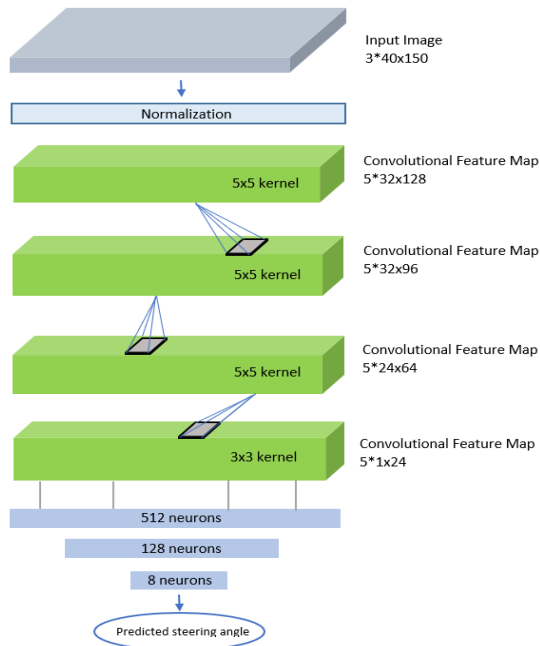 Input Image
3*40x150
Normalization
Convolutional Feature Map
5*32x128
5x5 kernel
Convolutional Feature Map
5*32x96
5x5 kernel
Convolutional Feature Map
5*24x64
5x5 kernel
Convolutional Feature Map
5*1x24
3x3 kernel
512 neurons
128 neurons
8 neurons
Predicted steering angle